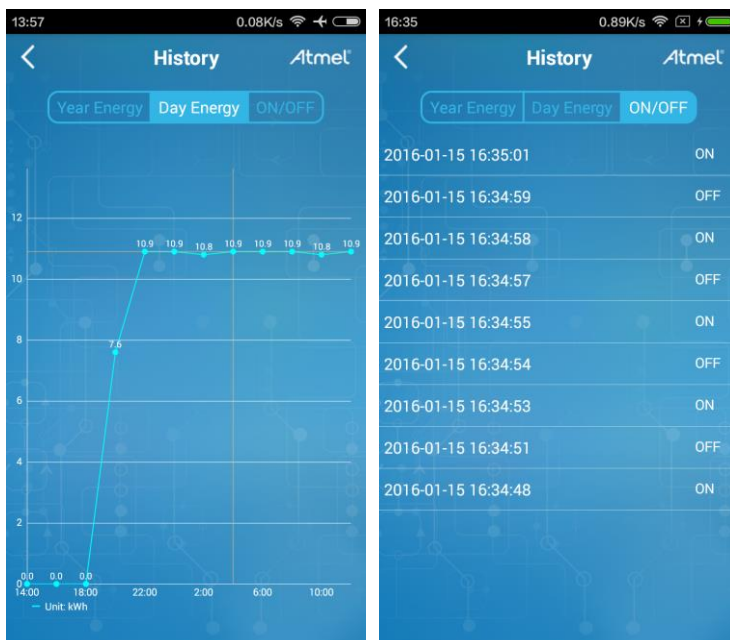 13:57 0.08K/s
History Atmel
Year Energy Day Energy ON/OFF
12
10.9 10.9 10.8 10.9 10.9 10.9 10.8 10.9
10
8
7.6
6
4
2
0.0 0.0 0.0
0
14:00 18:00 22:00 2:00 6:00 10:00
Unit: kWh
16:35 0.89K/s
History Atmel
Year Energy Day Energy ON/OFF
2016-01-15 16:35:01 ON
2016-01-15 16:34:59 OFF
2016-01-15 16:34:58 ON
2016-01-15 16:34:57 OFF
2016-01-15 16:34:55 ON
2016-01-15 16:34:54 OFF
2016-01-15 16:34:53 ON
2016-01-15 16:34:51 OFF
2016-01-15 16:34:48 ON